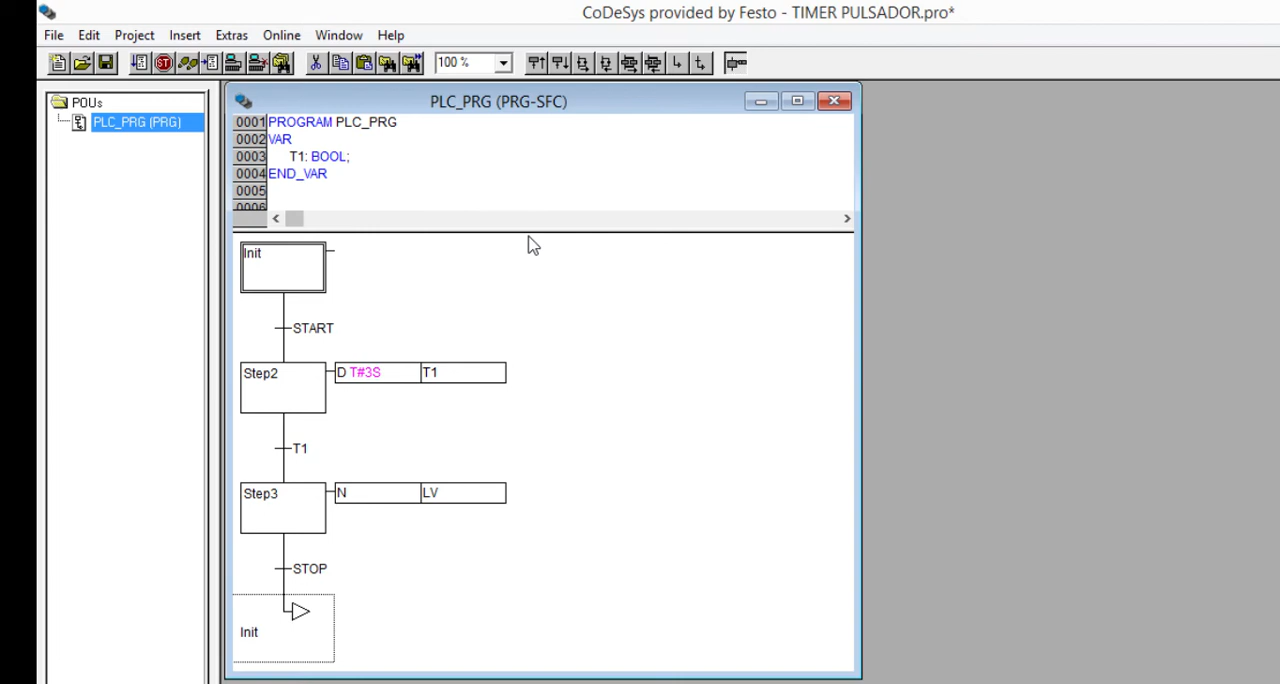 CoDeSys provided by Festo - TIMER PULSADOR.pro*
File Edit Project Insert Extras Online Window Help
ST 100 %
POUs
PLC_PRG (PRG)
PLC_PRG (PRG-SFC)
0001 PROGRAM PLC_PRG
0002 VAR
0003 T1: BOOL;
0004 END_VAR
0005
0006
Init
START
Step2 D T#3S T1
T1
Step3 N LV
STOP
Init